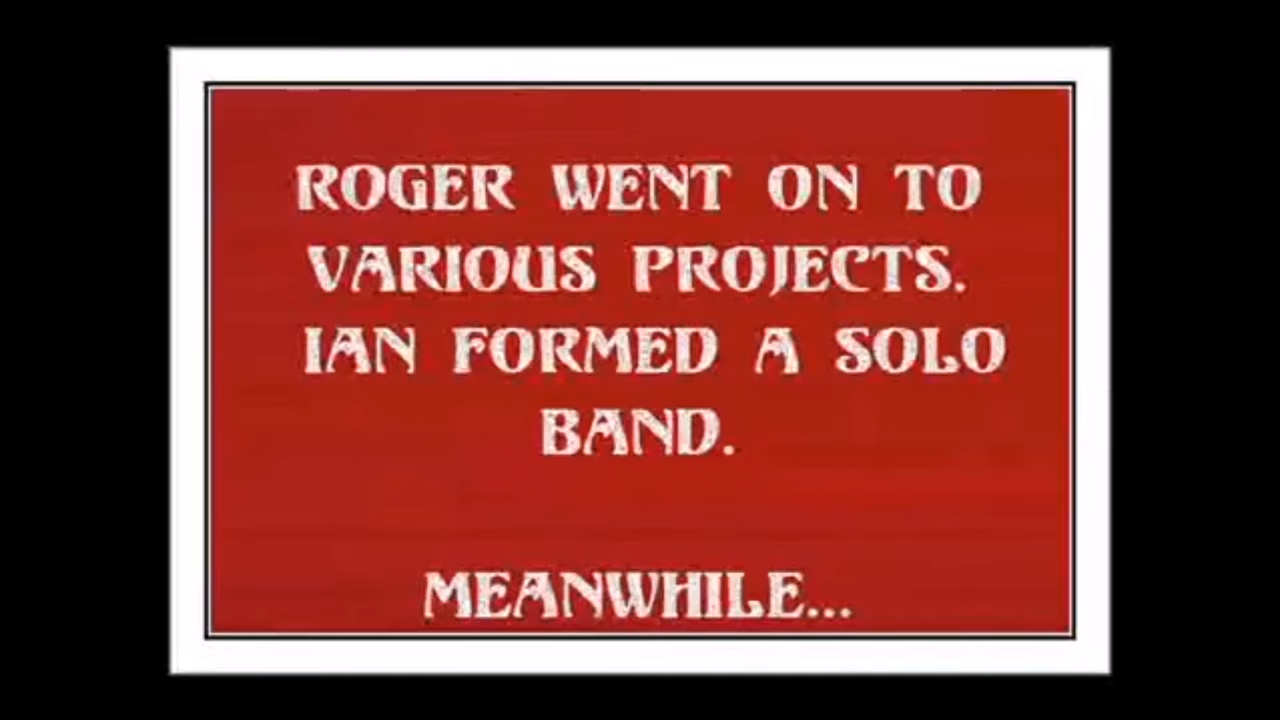 ROGER WENT ON TO
VARIOUS PROJECTS.
IAN FORMED A SOLO
BAND.
MEANWHILE...